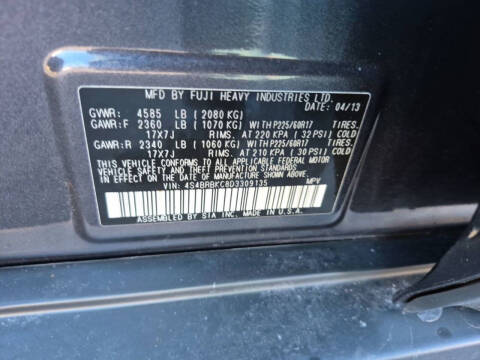 MFD BY FUJI HEAVY INDUSTRIES LTD.
DATE: 04/13
GVWR: 4585 LB (2080 KG)
GAWR:F 2360 LB (1070 KG) WITH P225/60R17 TIRES.
17X7J RIMS. AT 220 KPA (32 PSI) COLD
GAWR:R 2340 LB (1060 KG) WITH P225/60R17 TIRES.
17X7J RIMS. AT 210 KPA (30 PSI) COLD
THIS VEHICLE CONFORMS TO ALL APPLICABLE FEDERAL MOTOR
VEHICLE SAFETY, BUMPER, AND THEFT PREVENTION STANDARDS IN
EFFECT ON THE DATE OF MANUFACTURE SHOWN ABOVE
VIN: 4S4BRBKC8D3309135 MPV
ASSEMBLED BY SIA INC. MADE IN U.S.A.